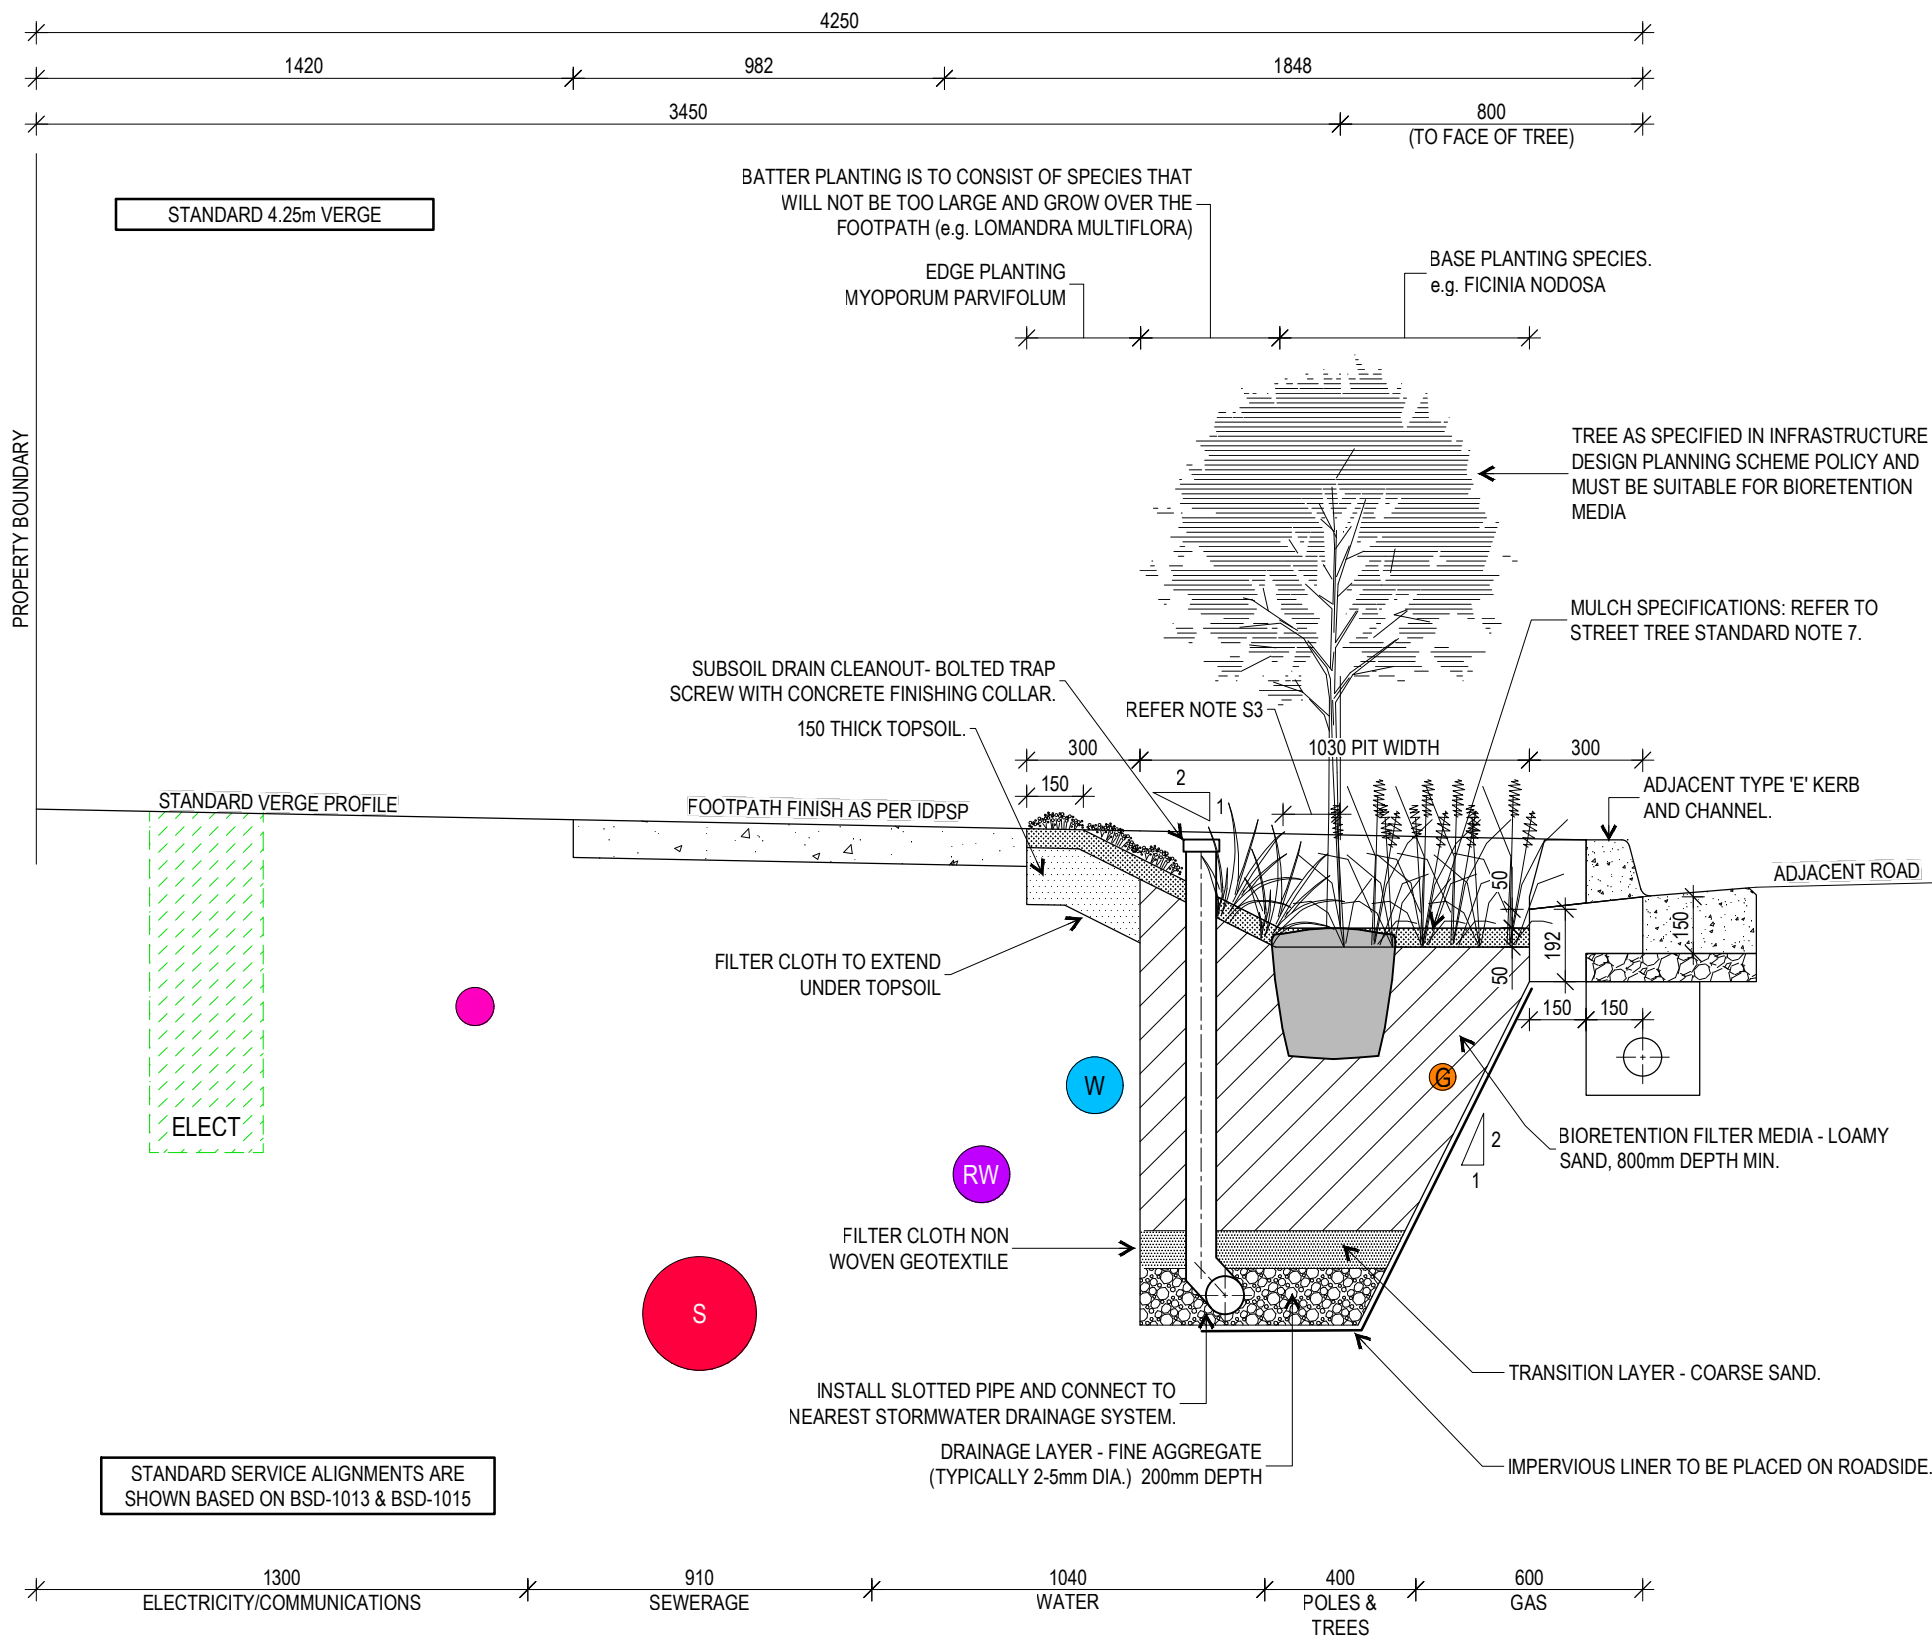 4250
1420
982
1848
3450
800
(TO FACE OF TREE)
BATTER PLANTING IS TO CONSIST OF SPECIES THAT
WILL NOT BE TOO LARGE AND GROW OVER THE
FOOTPATH (e.g. LOMANDRA MULTIFLORA)
STANDARD 4.25m VERGE
EDGE PLANTING
MYOPORUM PARVIFOLUM
BASE PLANTING SPECIES.
e.g. FICINIA NODOSA
PROPERTY BOUNDARY
TREE AS SPECIFIED IN INFRASTRUCTURE
DESIGN PLANNING SCHEME POLICY AND
MUST BE SUITABLE FOR BIORETENTION
MEDIA
MULCH SPECIFICATIONS: REFER TO
STREET TREE STANDARD NOTE 7.
SUBSOIL DRAIN CLEANOUT- BOLTED TRAP
SCREW WITH CONCRETE FINISHING COLLAR.
REFER NOTE S3
150 THICK TOPSOIL.
300
1030 PIT WIDTH
300
150
2
1
ADJACENT TYPE 'E' KERB
AND CHANNEL.
STANDARD VERGE PROFILE
FOOTPATH FINISH AS PER IDPSP
ADJACENT ROAD
50
192
150
50
FILTER CLOTH TO EXTEND
UNDER TOPSOIL
150
150
W
G
ELECT
2
1
BIORETENTION FILTER MEDIA - LOAMY
SAND, 800mm DEPTH MIN.
RW
FILTER CLOTH NON
WOVEN GEOTEXTILE
S
TRANSITION LAYER - COARSE SAND.
INSTALL SLOTTED PIPE AND CONNECT TO
NEAREST STORMWATER DRAINAGE SYSTEM.
DRAINAGE LAYER - FINE AGGREGATE
(TYPICALLY 2-5mm DIA.) 200mm DEPTH
IMPERVIOUS LINER TO BE PLACED ON ROADSIDE.
STANDARD SERVICE ALIGNMENTS ARE
SHOWN BASED ON BSD-1013 & BSD-1015
1300
ELECTRICITY/COMMUNICATIONS
910
SEWERAGE
1040
WATER
400
POLES &
TREES
600
GAS